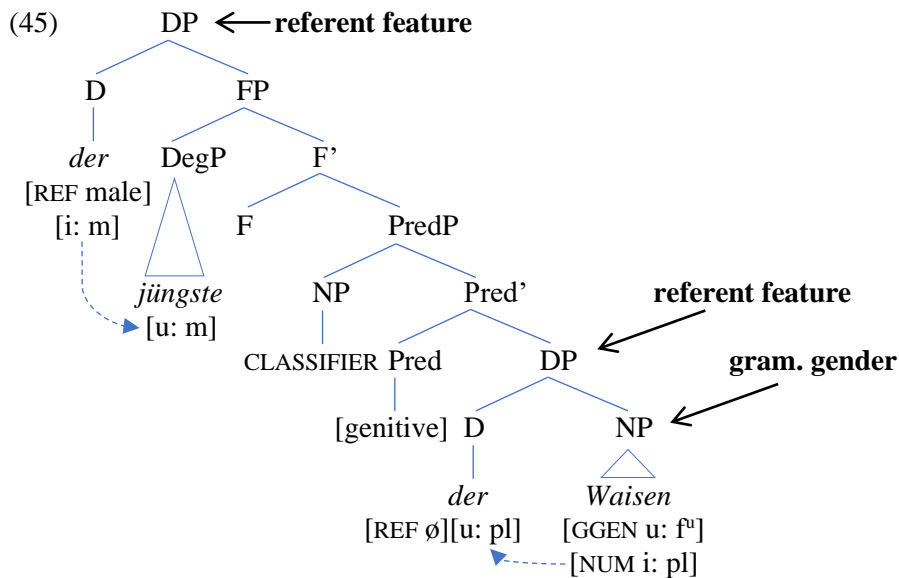 (45) DP referent feature
D FP
der DegP F’
[REF male]
[i: m] F PredP
jüngste NP Pred’ referent feature
[u: m]
CLASSIFIER Pred DP gram. gender
[genitive] D NP
der Waisen
[REF ø][u: pl] [GGEN u: fᵘ]
[NUM i: pl]